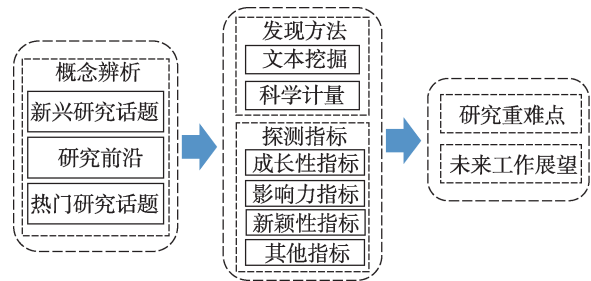 概念辨析
新兴研究话题
研究前沿
热门研究话题
发现方法
文本挖掘
科学计量
探测指标
成长性指标
影响力指标
新颖性指标
其他指标
研究重难点
未来工作展望